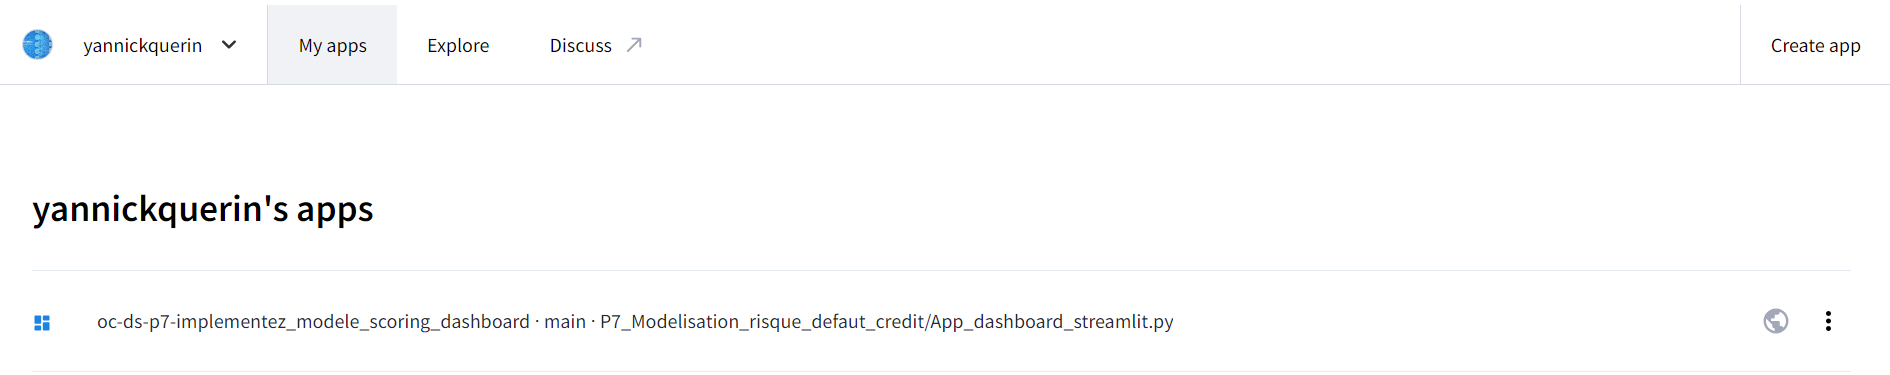 yannickquerin My apps Explore Discuss Create app
yannickquerin's apps
oc-ds-p7-implementez_modele_scoring_dashboard · main · P7_Modelisation_risque_defaut_credit/App_dashboard_streamlit.py